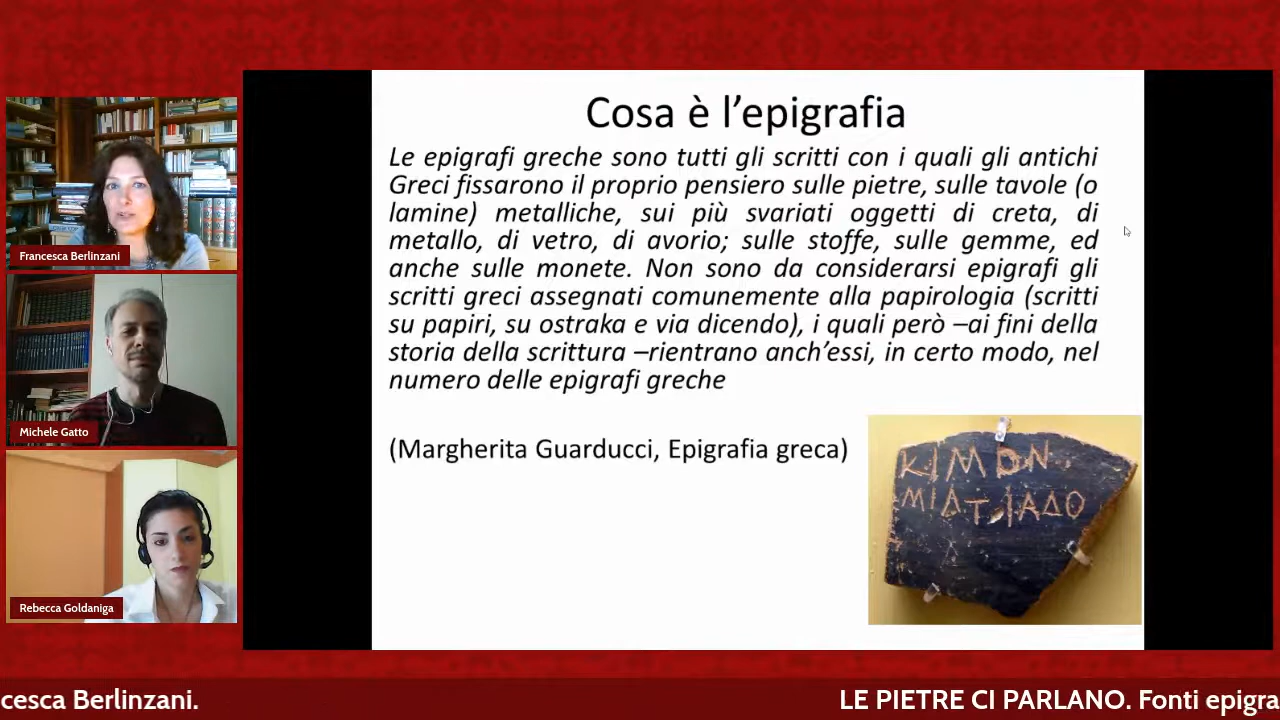 Francesca Berlinzani
Michele Gatto
Rebecca Goldaniga
Cosa è l’epigrafia
Le epigrafi greche sono tutti gli scritti con i quali gli antichi
Greci fissarono il proprio pensiero sulle pietre, sulle tavole (o
lamine) metalliche, sui più svariati oggetti di creta, di
metallo, di vetro, di avorio; sulle stoffe, sulle gemme, ed
anche sulle monete. Non sono da considerarsi epigrafi gli
scritti greci assegnati comunemente alla papirologia (scritti
su papiri, su ostraka e via dicendo), i quali però –ai fini della
storia della scrittura –rientrano anch’essi, in certo modo, nel
numero delle epigrafi greche
(Margherita Guarducci, Epigrafia greca)
ΚΙΜΟΝ
ΜΙΛΤΙΑΔΟ
cesca Berlinzani.
LE PIETRE CI PARLANO. Fonti epigra